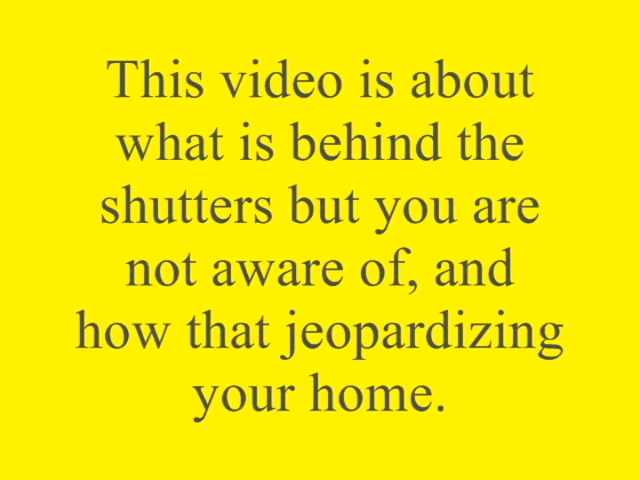 This video is about
what is behind the
shutters but you are
not aware of, and
how that jeopardizing
your home.